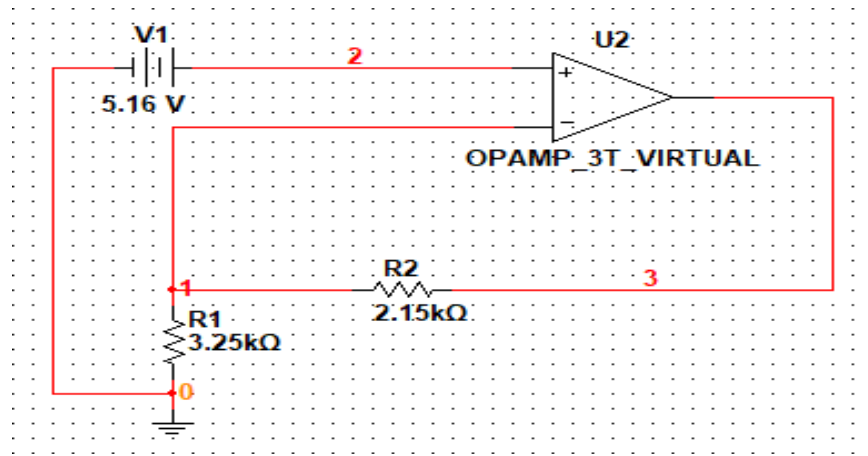 V1
5.16 V
2
U2
OPAMP_3T_VIRTUAL
1
R2
2.15kΩ
3
R1
3.25kΩ
0